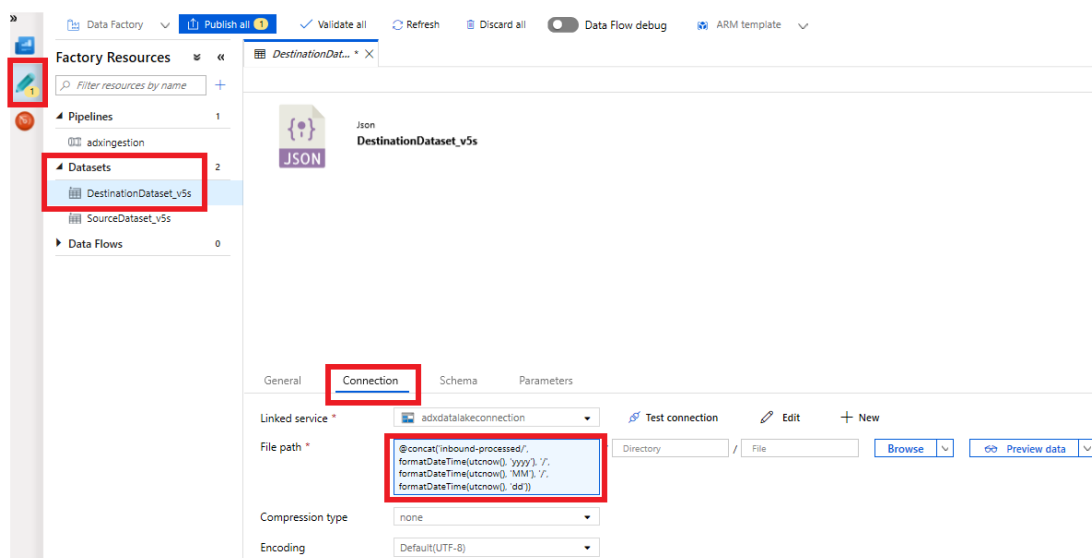 » Data Factory Publish all 1 Validate all Refresh Discard all Data Flow debug ARM template
Factory Resources « DestinationDat... *
1 Filter resources by name +
Pipelines 1
adxingestion
Json
DestinationDataset_v5s
{ } JSON
Datasets 2
DestinationDataset_v5s
SourceDataset_v5s
Data Flows 0
General Connection Schema Parameters
Linked service * adxdatalakeconnection Test connection Edit + New
File path * @concat('inbound-processed/', Directory / File Browse Preview data
formatDateTime(utcnow(), 'yyyy'), '/',
formatDateTime(utcnow(), 'MM'), '/',
formatDateTime(utcnow(), 'dd'))
Compression type none
Encoding Default(UTF-8)